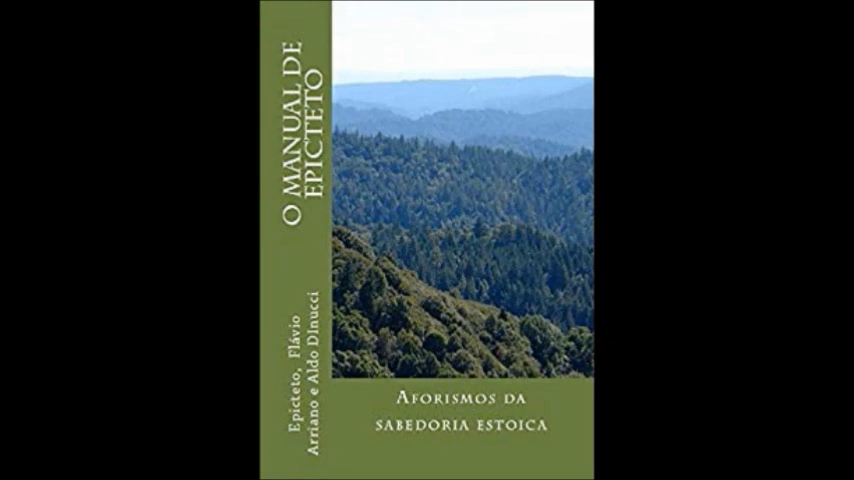 O MANUAL DE
EPICTETO
Epicteto, Flávio
Arriano e Aldo DInucci
AFORISMOS DA
SABEDORIA ESTOICA